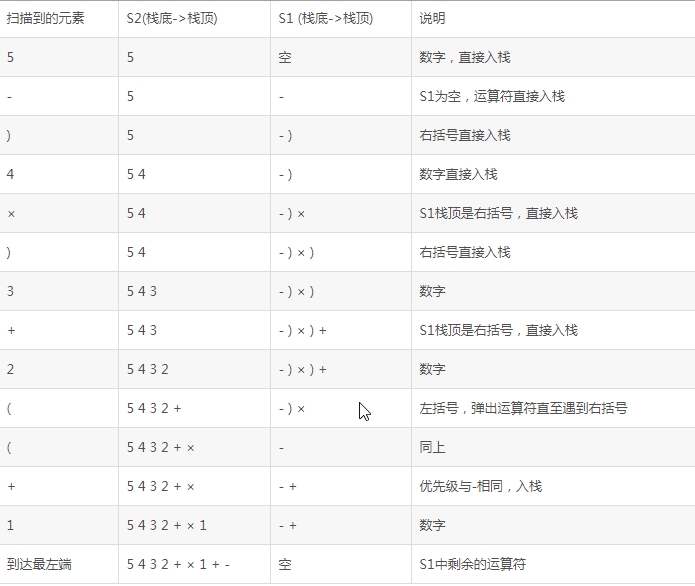 扫描到的元素 S2(栈底->栈顶) S1 (栈底->栈顶) 说明
5 5 空 数字，直接入栈
- 5 - S1为空，运算符直接入栈
) 5 - ) 右括号直接入栈
4 5 4 - ) 数字直接入栈
× 5 4 - ) × S1栈顶是右括号，直接入栈
) 5 4 - ) × ) 右括号直接入栈
3 5 4 3 - ) × ) 数字
+ 5 4 3 - ) × ) + S1栈顶是右括号，直接入栈
2 5 4 3 2 - ) × ) + 数字
( 5 4 3 2 + - ) × 左括号，弹出运算符直至遇到右括号
( 5 4 3 2 + × - 同上
+ 5 4 3 2 + × - + 优先级与-相同，入栈
1 5 4 3 2 + × 1 - + 数字
到达最左端 5 4 3 2 + × 1 + - 空 S1中剩余的运算符